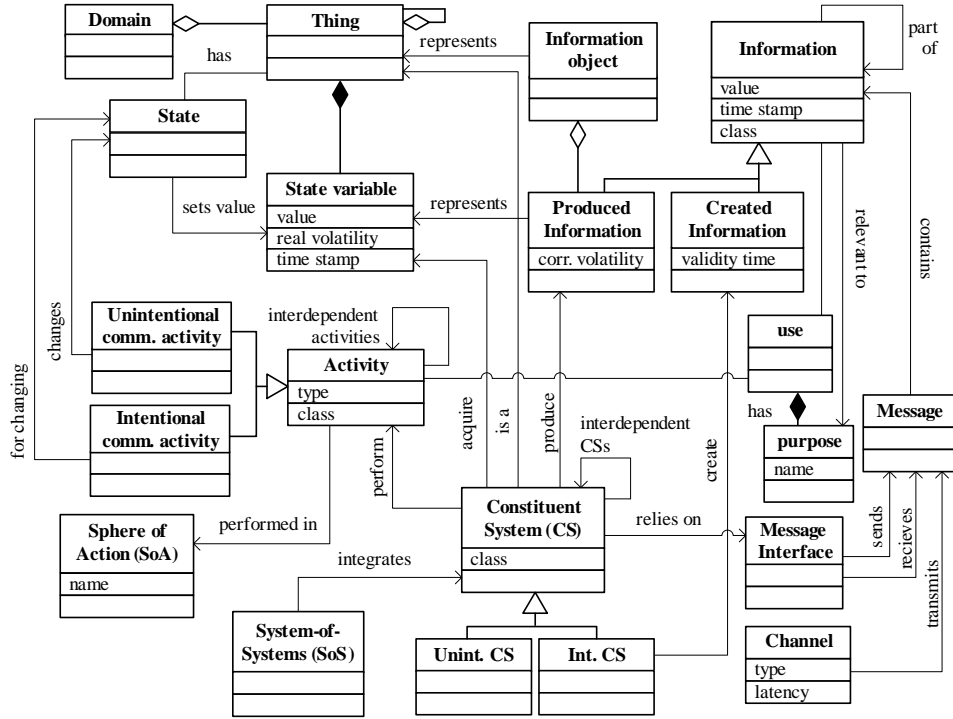 Domain
Thing
has
represents
Information
object
Information
value
time stamp
class
part
of
State
State variable
value
real volatility
time stamp
sets value
represents
Produced
Information
corr. volatility
Created
Information
validity time
relevant to
contains
for changing
changes
Unintentional
comm. activity
Intentional
comm. activity
interdependent
activities
Activity
type
class
use
has
purpose
name
Message
perform
acquire
is a
produce
interdependent
CSs
create
Sphere of
Action (SoA)
name
performed in
integrates
Constituent
System (CS)
class
relies on
Message
Interface
sends
recieves
transmits
System-of-
Systems (SoS)
Unint. CS
Int. CS
Channel
type
latency